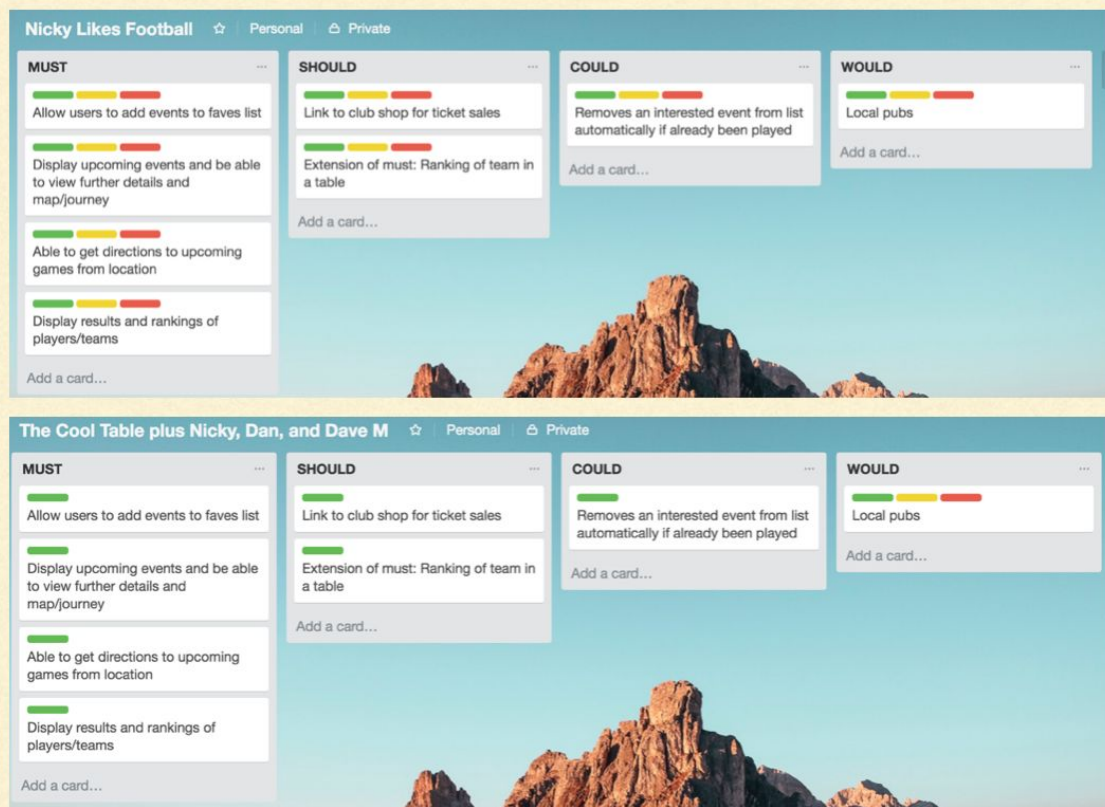 Nicky Likes Football
Personal
Private
MUST
Allow users to add events to faves list
Display upcoming events and be able
to view further details and
map/journey
Able to get directions to upcoming
games from location
Display results and rankings of
players/teams
Add a card...
SHOULD
Link to club shop for ticket sales
Extension of must: Ranking of team in
a table
Add a card...
COULD
Removes an interested event from list
automatically if already been played
Add a card...
WOULD
Local pubs
Add a card...
The Cool Table plus Nicky, Dan, and Dave M
Personal
Private
MUST
Allow users to add events to faves list
Display upcoming events and be able
to view further details and
map/journey
Able to get directions to upcoming
games from location
Display results and rankings of
players/teams
Add a card...
SHOULD
Link to club shop for ticket sales
Extension of must: Ranking of team in
a table
Add a card...
COULD
Removes an interested event from list
automatically if already been played
Add a card...
WOULD
Local pubs
Add a card...